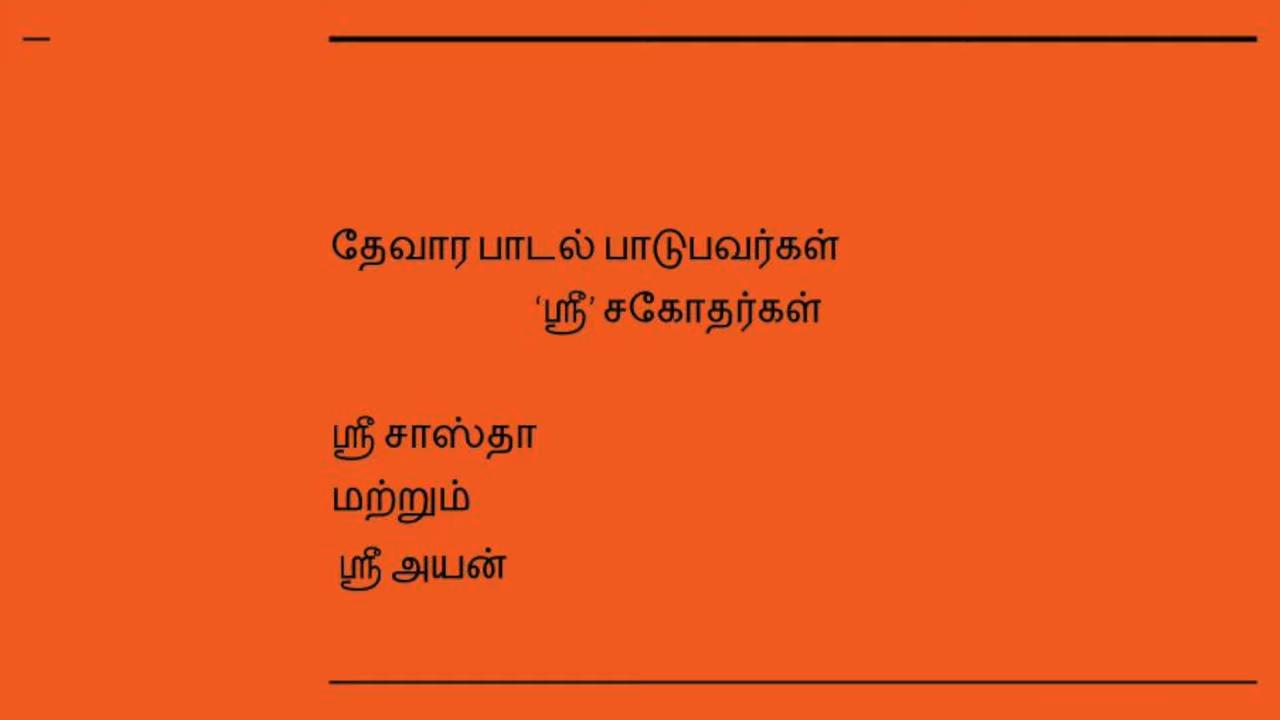 தேவார பாடல் பாடுபவர்கள்
‘ஸ்ரீ’ சகோதர்கள்
ஸ்ரீ சாஸ்தா
மற்றும்
ஸ்ரீ அயன்